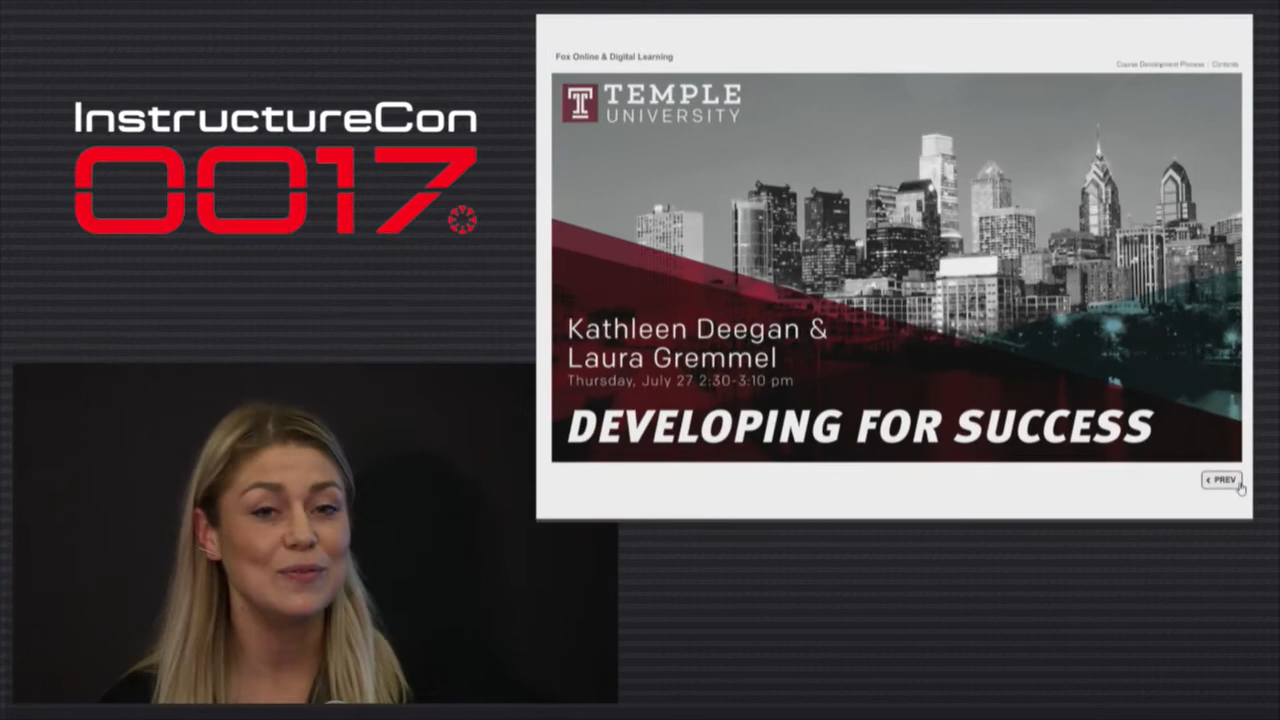 InstructureCon
0017
Fox Online & Digital Learning
Course Development Process | Contents
T TEMPLE
UNIVERSITY
Kathleen Deegan &
Laura Gremmel
Thursday, July 27 2:30-3:10 pm
DEVELOPING FOR SUCCESS
‹ PREV